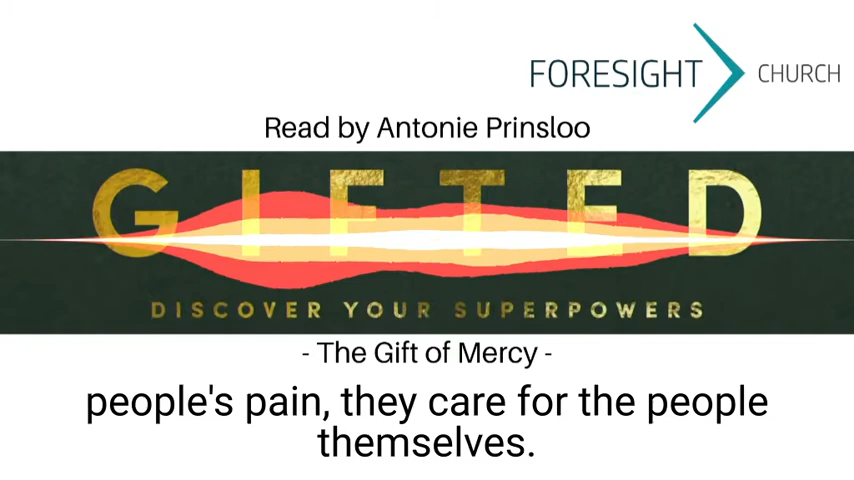 FORESIGHT CHURCH
Read by Antonie Prinsloo
GIFTED
DISCOVER YOUR SUPERPOWERS
- The Gift of Mercy -
people's pain, they care for the people
themselves.